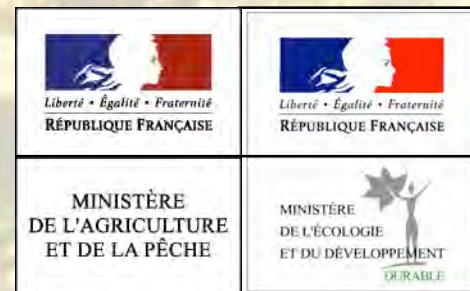 Liberté • Égalité • Fraternité
RÉPUBLIQUE FRANÇAISE
Liberté • Égalité • Fraternité
RÉPUBLIQUE FRANÇAISE
MINISTÈRE
DE L'AGRICULTURE
ET DE LA PÊCHE
MINISTÈRE
DE L'ÉCOLOGIE
ET DU DÉVELOPPEMENT
DURABLE